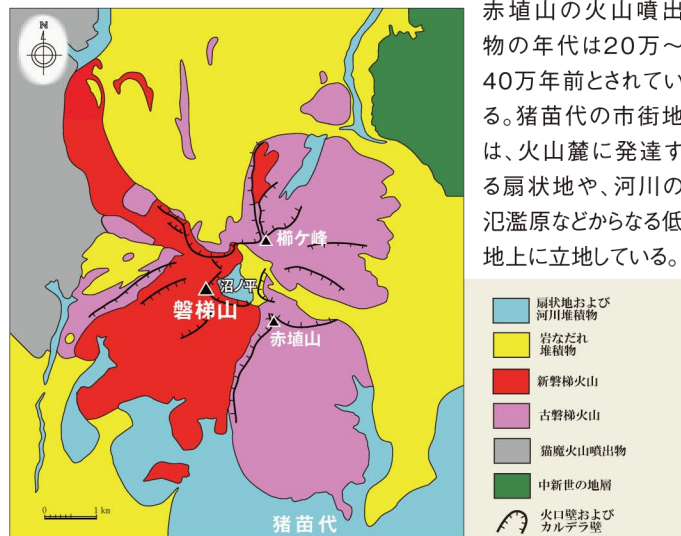 赤埴山の火山噴出
物の年代は20万〜
40万年前とされてい
る。猪苗代の市街地
は、火山麓に発達す
る扇状地や、河川の
氾濫原などからなる低
地上に立地している。
N
櫛ケ峰
沼ノ平
磐梯山
赤埴山
猪苗代
0 1 km
扇状地および
河川堆積物
岩なだれ
堆積物
新磐梯火山
古磐梯火山
猫魔火山噴出物
中新世の地層
火口壁および
カルデラ壁